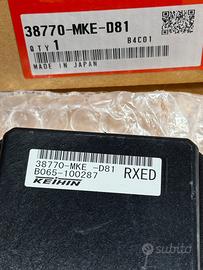 38770-MKE-D81
QTY 1 B4C01
MADE IN JAPAN
38770-MKE -D81
B065-100287 RXED
KEIHIN
subito